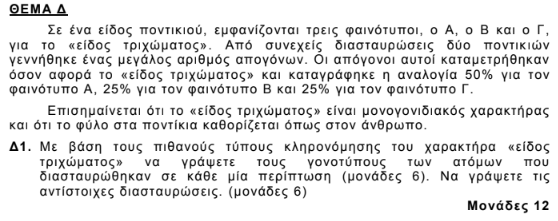 ΘΕΜΑ Δ
Σε ένα είδος ποντικιού, εμφανίζονται τρεις φαινότυποι, ο Α, ο Β και ο Γ,
για το «είδος τριχώματος». Από συνεχείς διασταυρώσεις δύο ποντικιών
γεννήθηκε ένας μεγάλος αριθμός απογόνων. Οι απόγονοι αυτοί καταμετρήθηκαν
όσον αφορά το «είδος τριχώματος» και καταγράφηκε η αναλογία 50% για τον
φαινότυπο Α, 25% για τον φαινότυπο Β και 25% για τον φαινότυπο Γ.
Επισημαίνεται ότι το «είδος τριχώματος» είναι μονογονιδιακός χαρακτήρας
και ότι το φύλο στα ποντίκια καθορίζεται όπως στον άνθρωπο.
Δ1. Με βάση τους πιθανούς τύπους κληρονόμησης του χαρακτήρα «είδος
τριχώματος» να γράψετε τους γονοτύπους των ατόμων που
διασταυρώθηκαν σε κάθε μία περίπτωση (μονάδες 6). Να γράψετε τις
αντίστοιχες διασταυρώσεις. (μονάδες 6)
Μονάδες 12